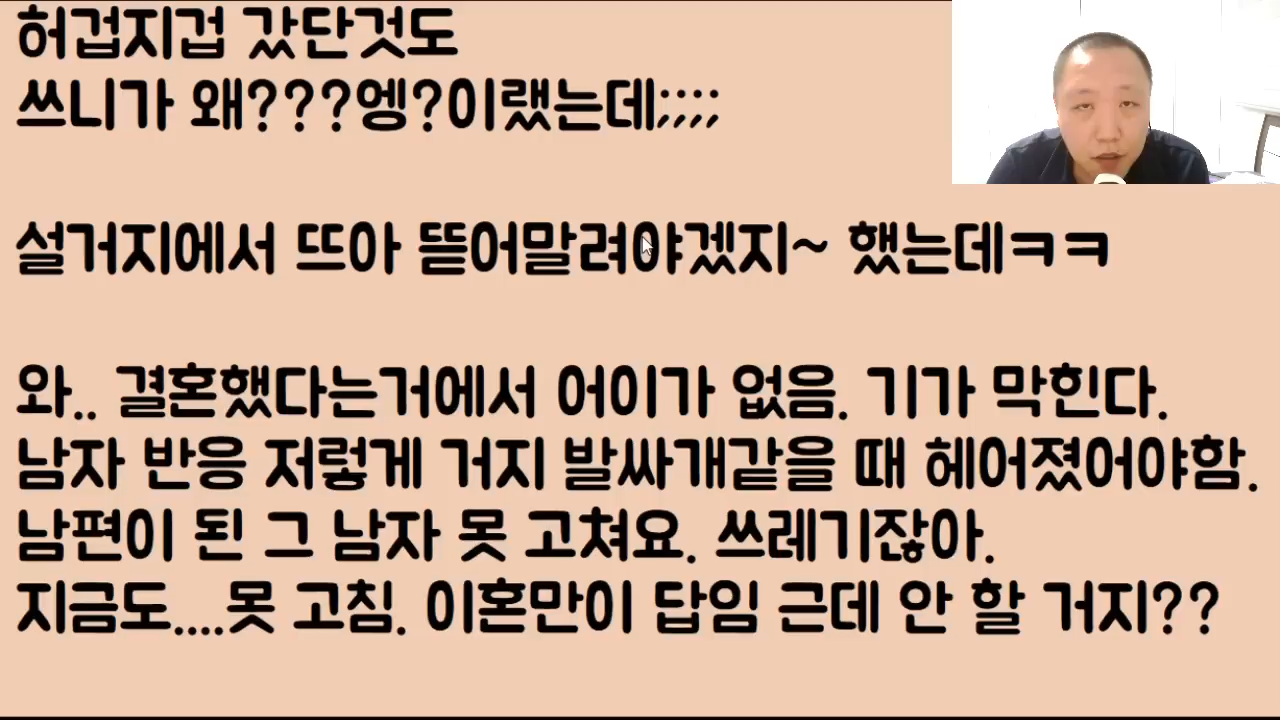 허겁지겁 갔단것도
쓰니가 왜???엥?이랬는데;;;;
설거지에서 뜨아 뜯어말려야겠지~ 했는데ㅋㅋ
와.. 결혼했다는거에서 어이가 없음. 기가 막힌다.
남자 반응 저렇게 거지 발싸개같을 때 헤어졌어야함.
남편이 된 그 남자 못 고쳐요. 쓰레기잖아.
지금도....못 고침. 이혼만이 답임 근데 안 할 거지??